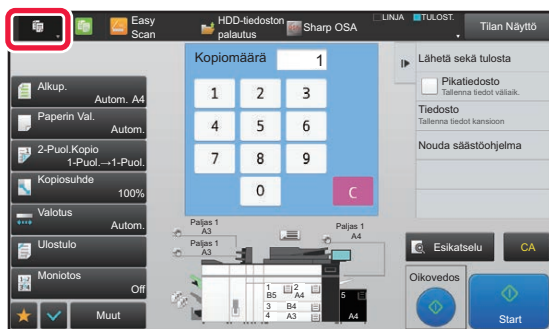 Easy
Scan
HDD-tiedoston
palautus
Sharp OSA
LINJA
TULOST.
Tilan Näyttö
Kopiomäärä
1
1
2
3
4
5
6
7
8
9
0
C
Alkup.
Autom. A4
Paperin Val.
Autom.
2-Puol.Kopio
1-Puol.→1-Puol.
Kopiosuhde
100%
Valotus
Autom.
Ulostulo
Moniotos
Off
Muut
Lähetä sekä tulosta
Pikatiedosto
Tallenna tiedot väliaik.
Tiedosto
Tallenna tiedot kansioon
Nouda säästöohjelma
Paljas 1
A3
Paljas 1
A3
Paljas 1
A4
1
B5
2
A4
3
B4
4
A3
5
A4
Esikatselu
CA
Oikovedos
Start